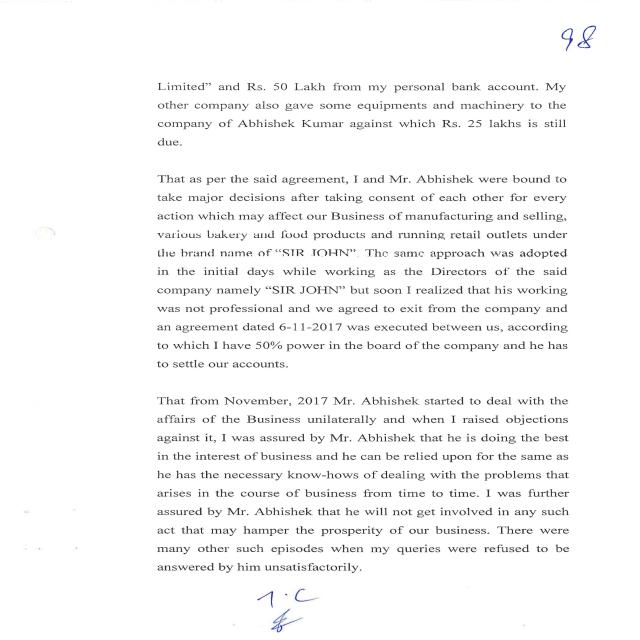 98
Limited” and Rs. 50 Lakh from my personal bank account. My
other company also gave some equipments and machinery to the
company of Abhishek Kumar against which Rs. 25 lakhs is still
due.
That as per the said agreement, I and Mr. Abhishek were bound to
take major decisions after taking consent of each other for every
action which may affect our Business of manufacturing and selling,
various bakery and food products and running retail outlets under
the brand name of “SIR JOHN”. The same approach was adopted
in the initial days while working as the Directors of the said
company namely “SIR JOHN” but soon I realized that his working
was not professional and we agreed to exit from the company and
an agreement dated 6-11-2017 was executed between us, according
to which I have 50% power in the board of the company and he has
to settle our accounts.
That from November, 2017 Mr. Abhishek started to deal with the
affairs of the Business unilaterally and when I raised objections
against it, I was assured by Mr. Abhishek that he is doing the best
in the interest of business and he can be relied upon for the same as
he has the necessary know-hows of dealing with the problems that
arises in the course of business from time to time. I was further
assured by Mr. Abhishek that he will not get involved in any such
act that may hamper the prosperity of our business. There were
many other such episodes when my queries were refused to be
answered by him unsatisfactorily.
T.C